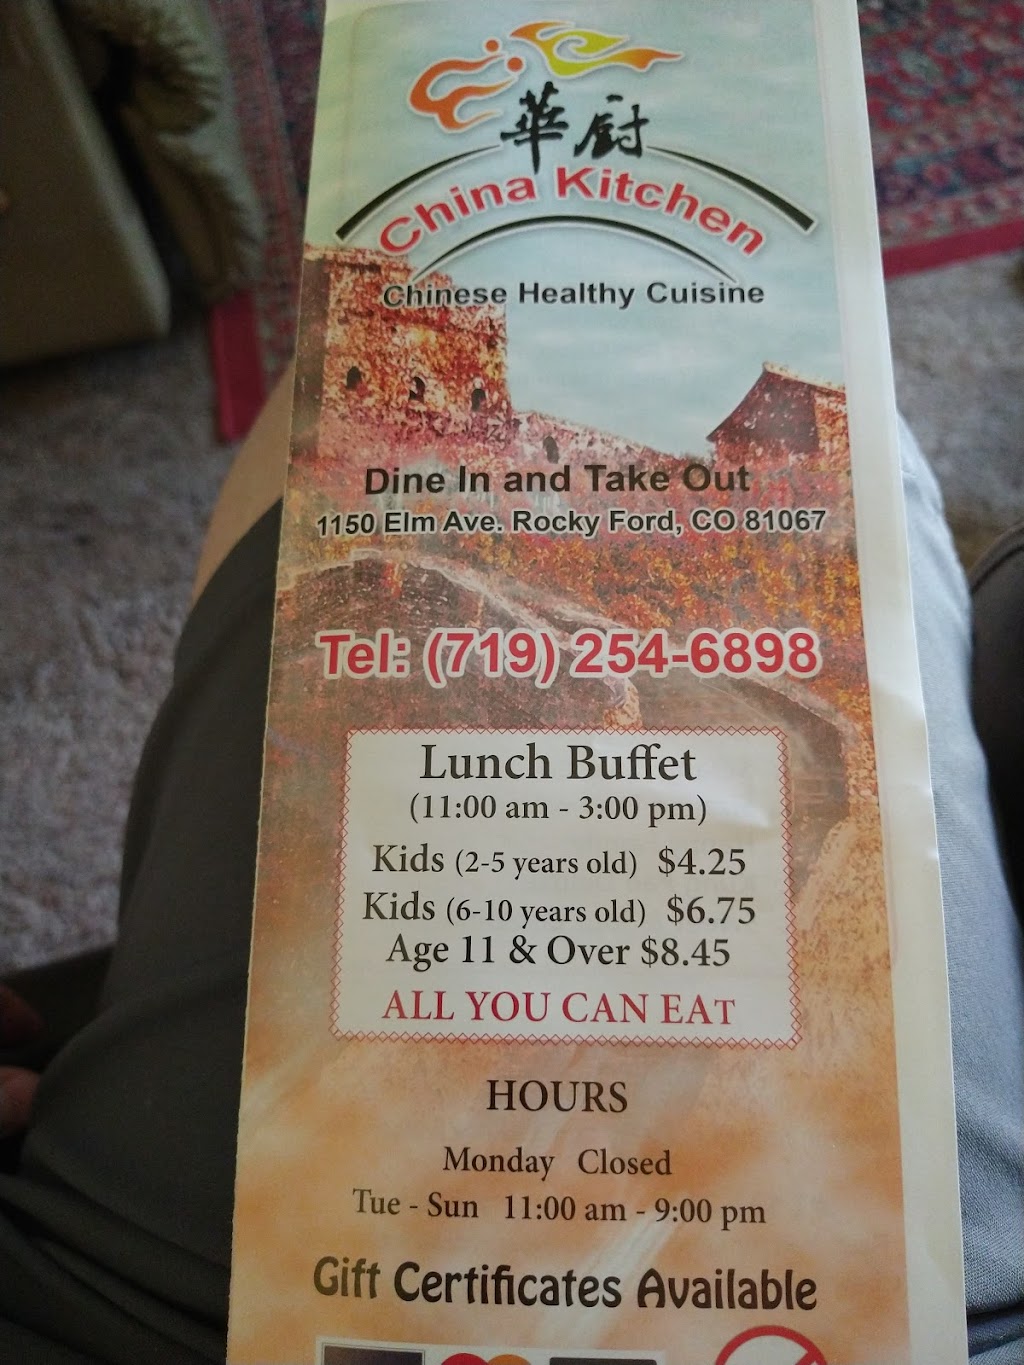 華廚
China Kitchen
Chinese Healthy Cuisine
Dine In and Take Out
1150 Elm Ave. Rocky Ford, CO 81067
Tel: (719) 254-6898
Lunch Buffet
(11:00 am - 3:00 pm)
Kids (2-5 years old) $4.25
Kids (6-10 years old) $6.75
Age 11 & Over $8.45
ALL YOU CAN EAT
HOURS
Monday Closed
Tue - Sun 11:00 am - 9:00 pm
Gift Certificates Available